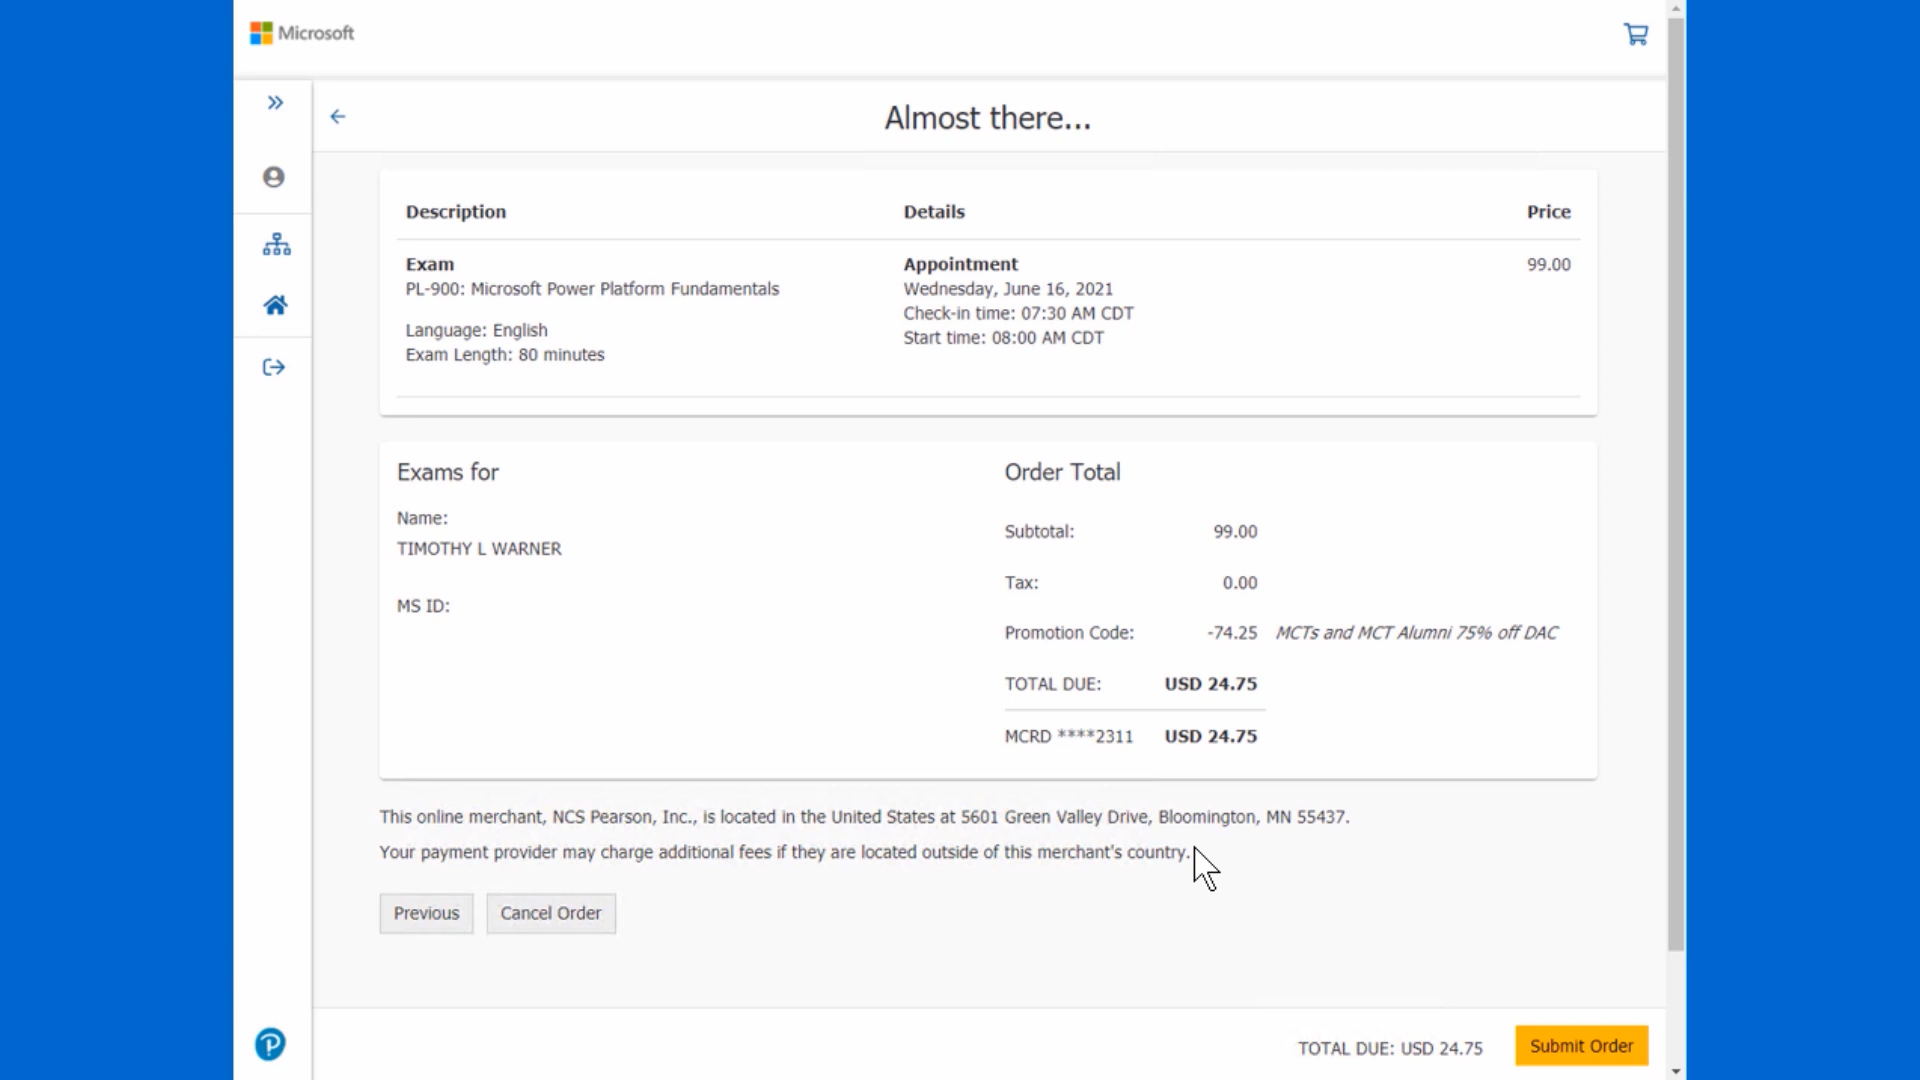 Microsoft
Almost there...
Description Details Price
Exam Appointment 99.00
PL-900: Microsoft Power Platform Fundamentals Wednesday, June 16, 2021
Check-in time: 07:30 AM CDT
Language: English Start time: 08:00 AM CDT
Exam Length: 80 minutes
Exams for
Name:
TIMOTHY L WARNER
MS ID:
Order Total
Subtotal: 99.00
Tax: 0.00
Promotion Code: -74.25 MCTs and MCT Alumni 75% off DAC
TOTAL DUE: USD 24.75
MCRD ****2311 USD 24.75
This online merchant, NCS Pearson, Inc., is located in the United States at 5601 Green Valley Drive, Bloomington, MN 55437.
Your payment provider may charge additional fees if they are located outside of this merchant's country.
Previous Cancel Order
TOTAL DUE: USD 24.75 Submit Order